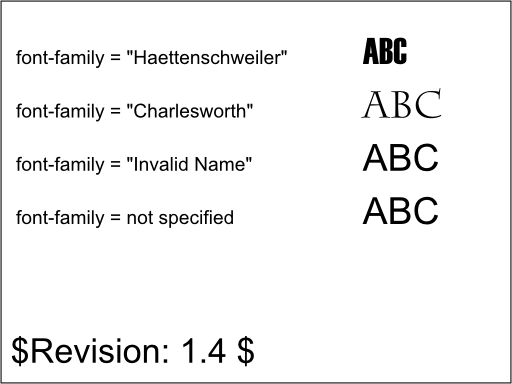 font-family = "Haettenschweiler" ABC
font-family = "Charlesworth" ABC
font-family = "Invalid Name" ABC
font-family = not specified ABC
$Revision: 1.4 $